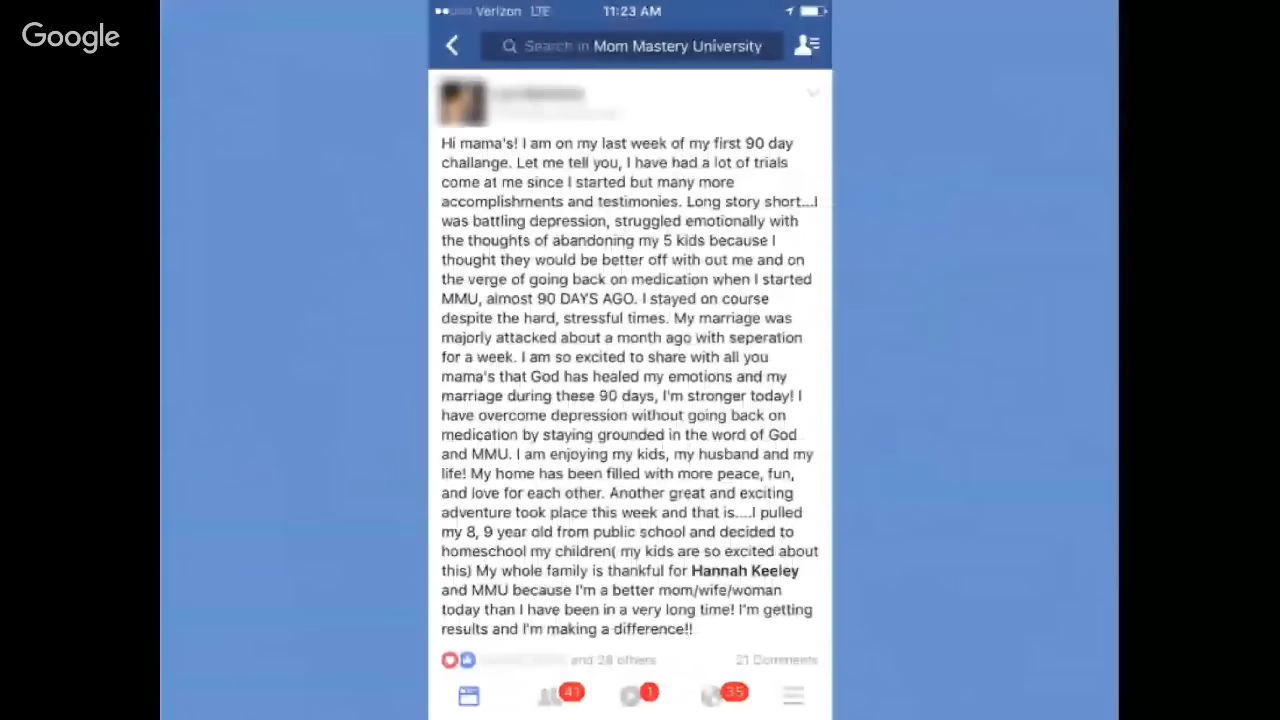 Google
Verizon LTE 11:23 AM
Search in Mom Mastery University
Hi mama's! I am on my last week of my first 90 day
challange. Let me tell you, I have had a lot of trials
come at me since I started but many more
accomplishments and testimonies. Long story short...I
was battling depression, struggled emotionally with
the thoughts of abandoning my 5 kids because I
thought they would be better off with out me and on
the verge of going back on medication when I started
MMU, almost 90 DAYS AGO. I stayed on course
despite the hard, stressful times. My marriage was
majorly attacked about a month ago with seperation
for a week. I am so excited to share with all you
mama's that God has healed my emotions and my
marriage during these 90 days, I'm stronger today! I
have overcome depression without going back on
medication by staying grounded in the word of God
and MMU. I am enjoying my kids, my husband and my
life! My home has been filled with more peace, fun,
and love for each other. Another great and exciting
adventure took place this week and that is....I pulled
my 8, 9 year old from public school and decided to
homeschool my children( my kids are so excited about
this) My whole family is thankful for Hannah Keeley
and MMU because I'm a better mom/wife/woman
today than I have been in a very long time! I'm getting
results and I'm making a difference!!
and 28 others 21 Comments
41 1 35